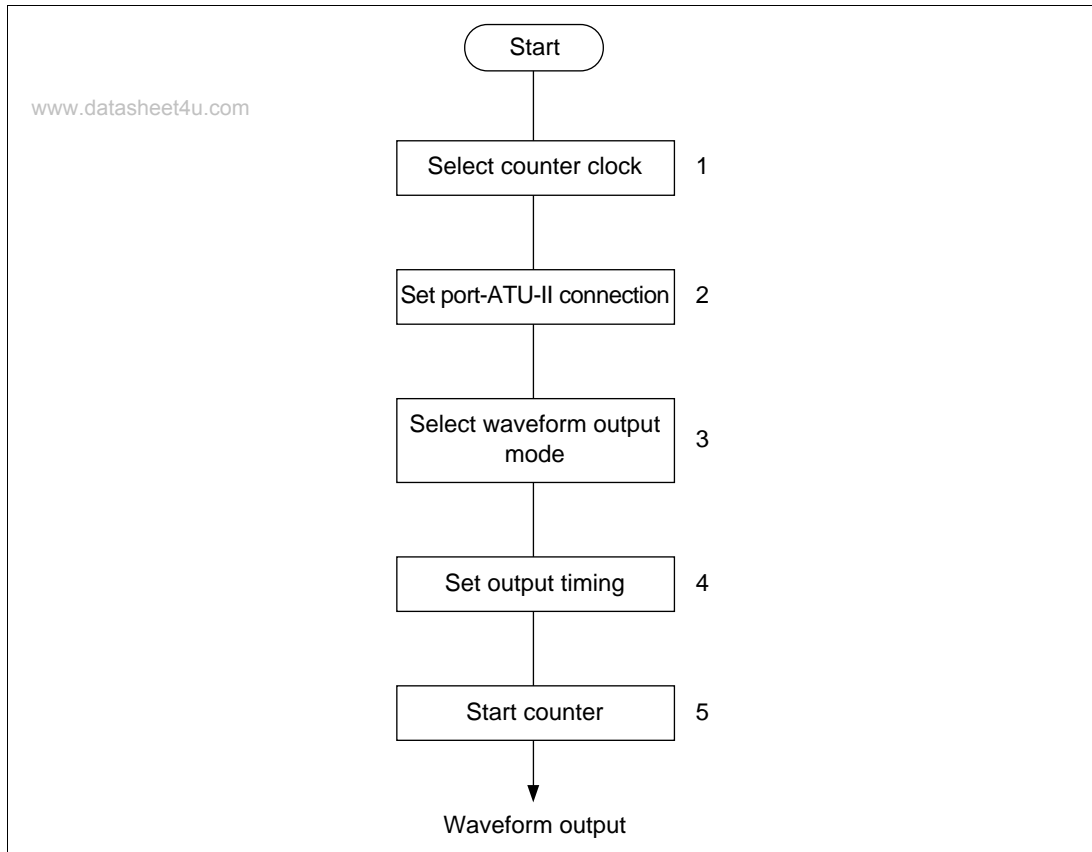 Start
www.datasheet4u.com
Select counter clock 1
Set port-ATU-II connection 2
Select waveform output
mode 3
Set output timing 4
Start counter 5
Waveform output